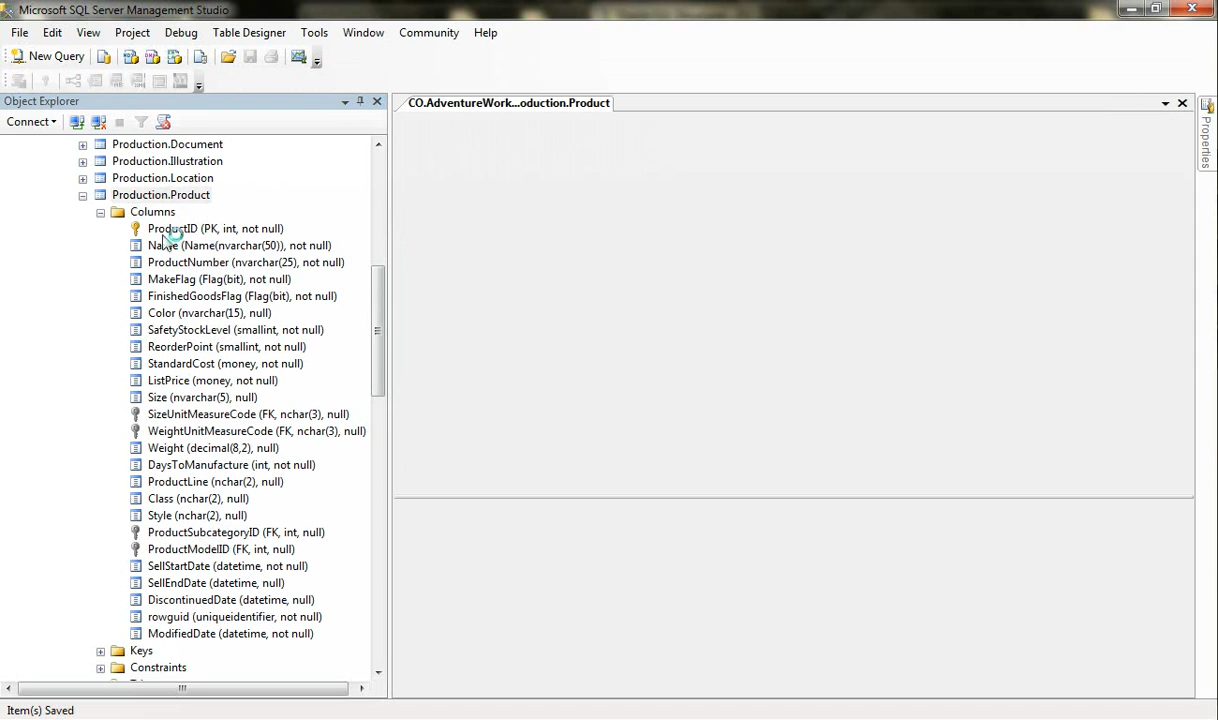 Microsoft SQL Server Management Studio
File Edit View Project Debug Table Designer Tools Window Community Help
New Query
Object Explorer
CO.AdventureWork...oduction.Product
Connect
Properties
Production.Document
Production.Illustration
Production.Location
Production.Product
Columns
ProductID (PK, int, not null)
Name (Name(nvarchar(50)), not null)
ProductNumber (nvarchar(25), not null)
MakeFlag (Flag(bit), not null)
FinishedGoodsFlag (Flag(bit), not null)
Color (nvarchar(15), null)
SafetyStockLevel (smallint, not null)
ReorderPoint (smallint, not null)
StandardCost (money, not null)
ListPrice (money, not null)
Size (nvarchar(5), null)
SizeUnitMeasureCode (FK, nchar(3), null)
WeightUnitMeasureCode (FK, nchar(3), null)
Weight (decimal(8,2), null)
DaysToManufacture (int, not null)
ProductLine (nchar(2), null)
Class (nchar(2), null)
Style (nchar(2), null)
ProductSubcategoryID (FK, int, null)
ProductModelID (FK, int, null)
SellStartDate (datetime, not null)
SellEndDate (datetime, null)
DiscontinuedDate (datetime, null)
rowguid (uniqueidentifier, not null)
ModifiedDate (datetime, not null)
Keys
Constraints
Item(s) Saved